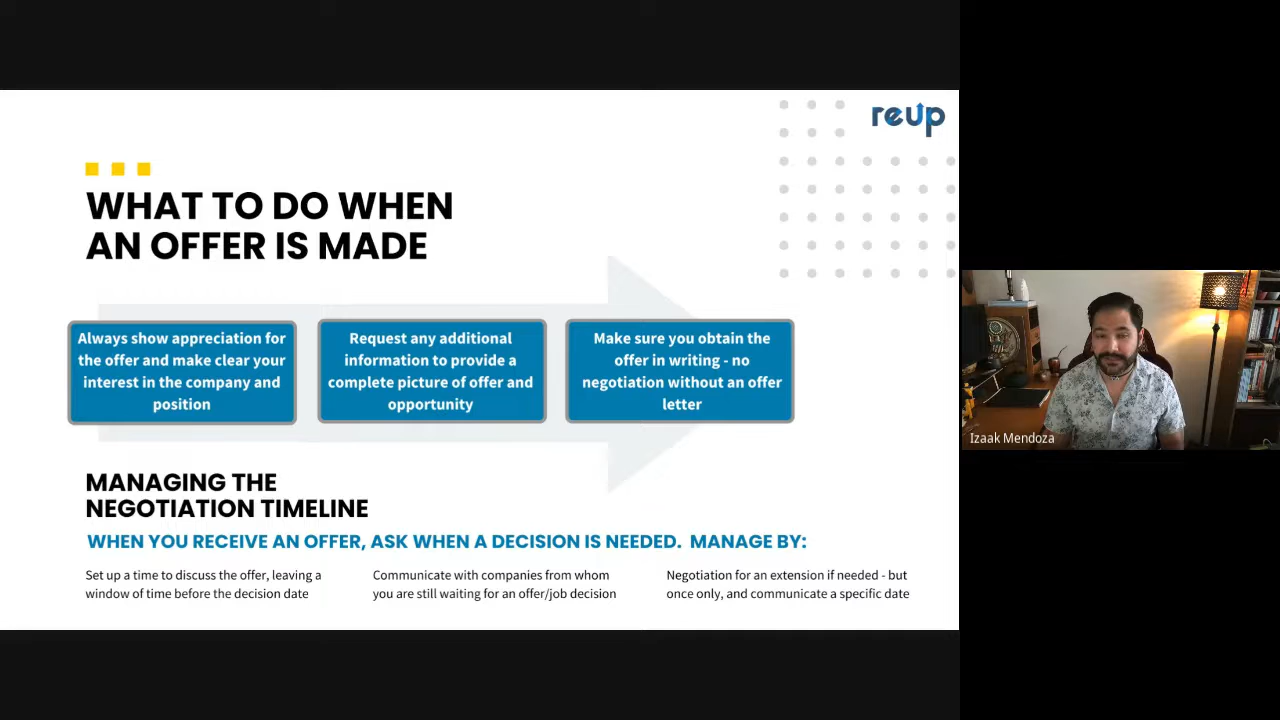 reup
WHAT TO DO WHEN
AN OFFER IS MADE
Always show appreciation for
the offer and make clear your
interest in the company and
position
Request any additional
information to provide a
complete picture of offer and
opportunity
Make sure you obtain the
offer in writing - no
negotiation without an offer
letter
MANAGING THE
NEGOTIATION TIMELINE
WHEN YOU RECEIVE AN OFFER, ASK WHEN A DECISION IS NEEDED. MANAGE BY:
Set up a time to discuss the offer, leaving a
window of time before the decision date
Communicate with companies from whom
you are still waiting for an offer/job decision
Negotiation for an extension if needed - but
once only, and communicate a specific date
Izaak Mendoza